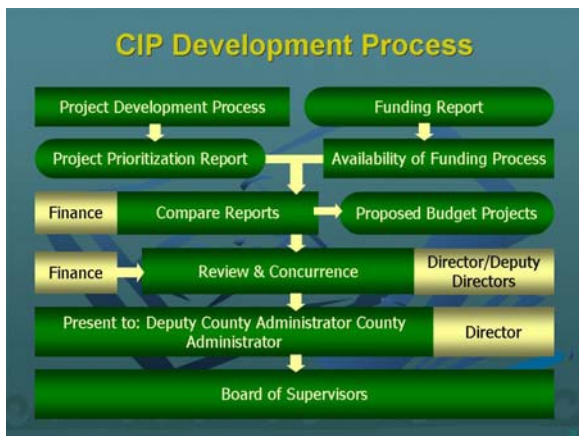 CIP Development Process
Project Development Process
Funding Report
Project Prioritization Report
Availability of Funding Process
Finance
Compare Reports
Proposed Budget Projects
Finance
Review & Concurrence
Director/Deputy
Directors
Present to: Deputy County Administrator County
Administrator
Director
Board of Supervisors